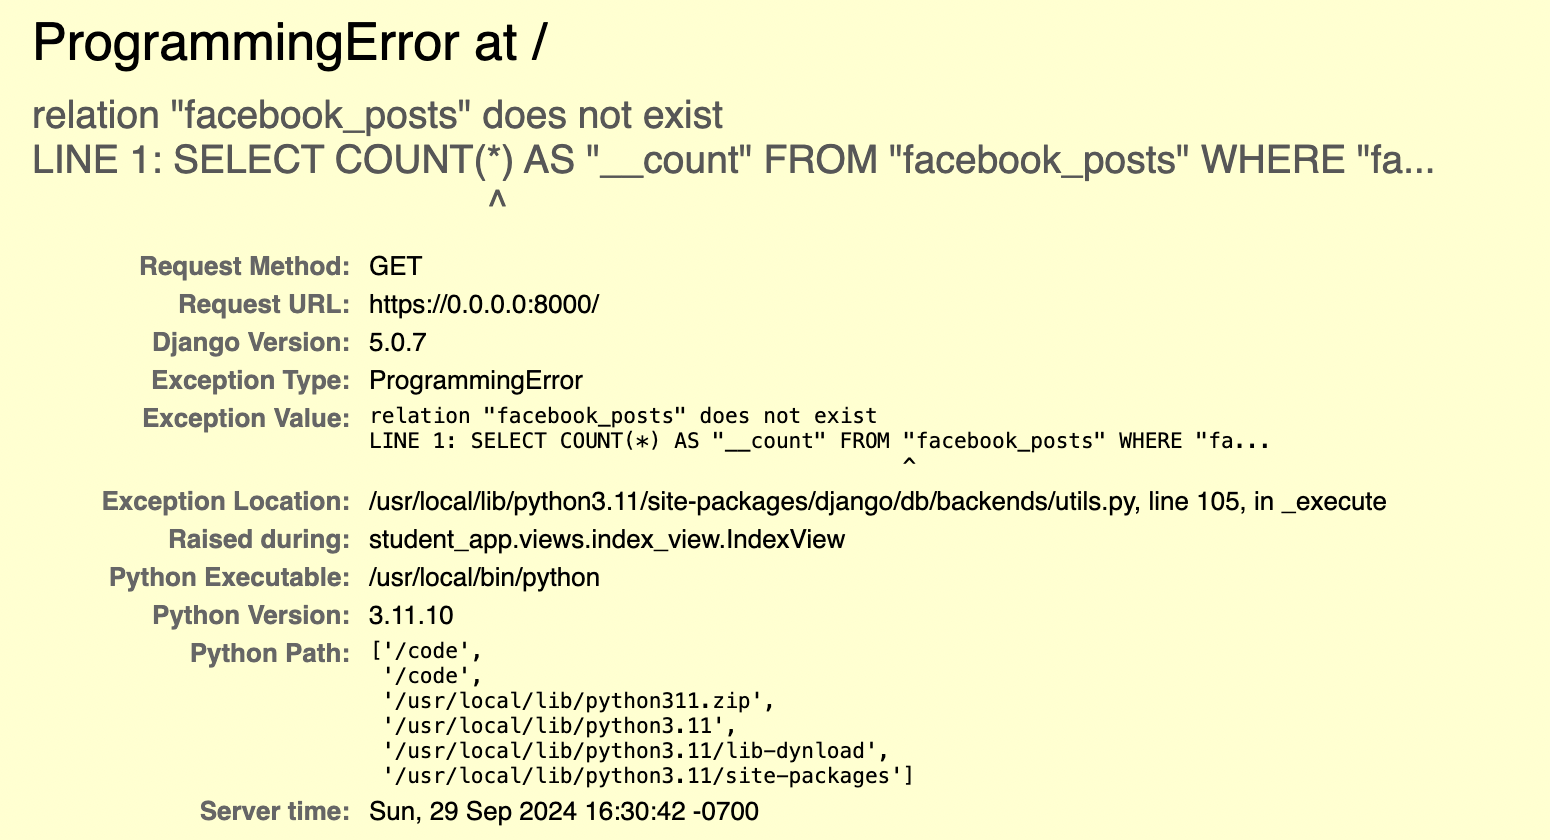 ProgrammingError at /
relation "facebook_posts" does not exist
LINE 1: SELECT COUNT(*) AS "__count" FROM "facebook_posts" WHERE "fa...
^
Request Method: GET
Request URL: https://0.0.0.0:8000/
Django Version: 5.0.7
Exception Type: ProgrammingError
Exception Value: relation "facebook_posts" does not exist
LINE 1: SELECT COUNT(*) AS "__count" FROM "facebook_posts" WHERE "fa...
^
Exception Location: /usr/local/lib/python3.11/site-packages/django/db/backends/utils.py, line 105, in _execute
Raised during: student_app.views.index_view.IndexView
Python Executable: /usr/local/bin/python
Python Version: 3.11.10
Python Path: ['/code',
'/code',
'/usr/local/lib/python311.zip',
'/usr/local/lib/python3.11',
'/usr/local/lib/python3.11/lib-dynload',
'/usr/local/lib/python3.11/site-packages']
Server time: Sun, 29 Sep 2024 16:30:42 -0700